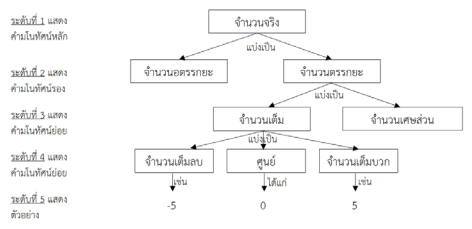 ระดับที่ 1 แสดง
คำมโนทัศน์หลัก
จำนวนจริง
แบ่งเป็น
ระดับที่ 2 แสดง
คำมโนทัศน์รอง
จำนวนอตรรกยะ
จำนวนตรรกยะ
แบ่งเป็น
ระดับที่ 3 แสดง
คำมโนทัศน์ย่อย
จำนวนเต็ม
จำนวนเศษส่วน
แบ่งเป็น
ระดับที่ 4 แสดง
คำมโนทัศน์ย่อย
จำนวนเต็มลบ
ศูนย์
จำนวนเต็มบวก
เช่น
ได้แก่
เช่น
ระดับที่ 5 แสดง
ตัวอย่าง
-5
0
5